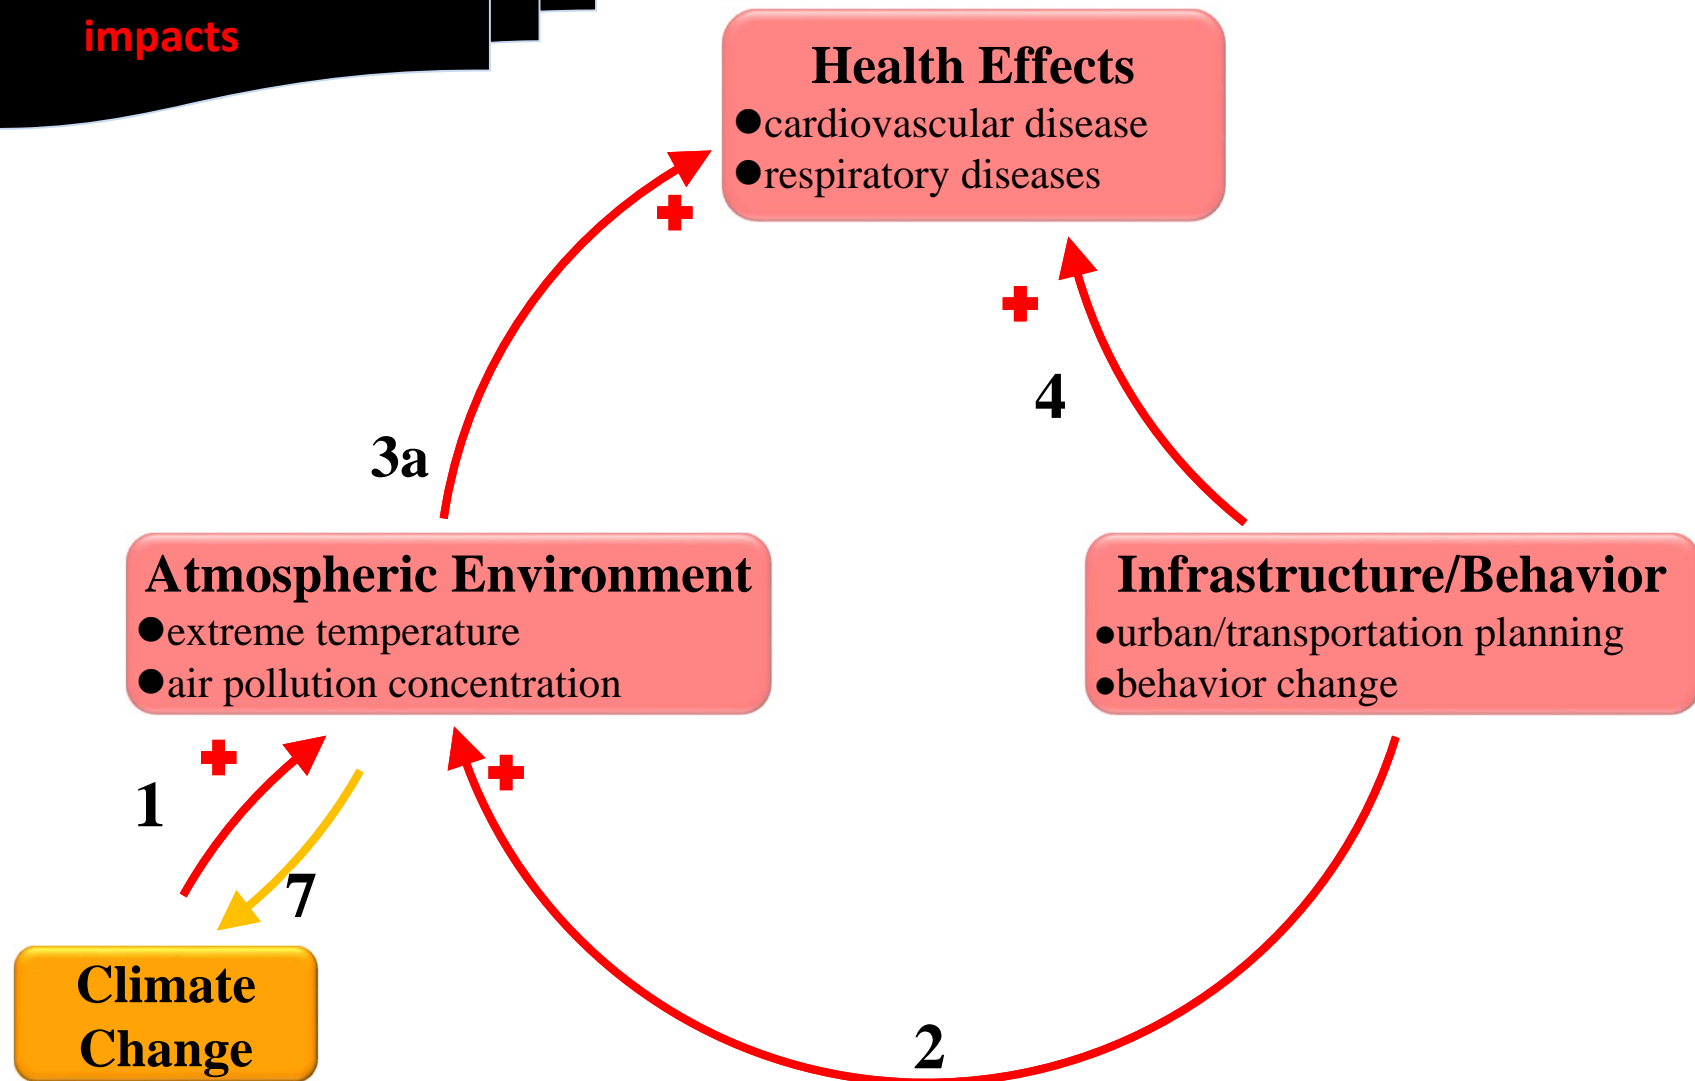 impacts
Health Effects
●cardiovascular disease
●respiratory diseases
4
3a
Atmospheric Environment
●extreme temperature
●air pollution concentration
Infrastructure/Behavior
●urban/transportation planning
●behavior change
1
7
Climate
Change
2